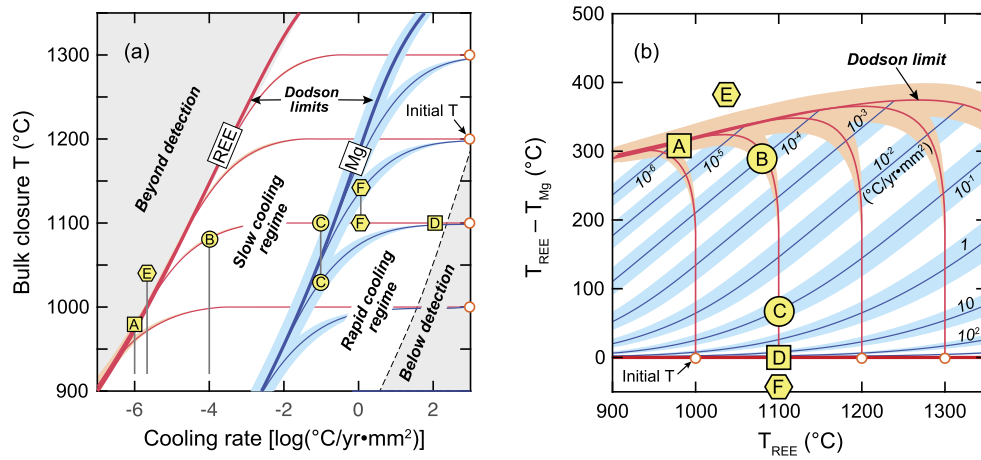 (a)
Bulk closure T (°C)
1300
1200
1100
1000
900
-6
-4
-2
0
2
Cooling rate [log(°C/yr•mm²)]
Beyond detection
REE
Dodson
limits
Mg
Initial T
Slow cooling
regime
Rapid cooling
regime
Below detection
A
E
B
C
C
F
F
D
(b)
T_REE – T_Mg (°C)
500
400
300
200
100
0
900
1000
1100
1200
1300
T_REE (°C)
Dodson limit
E
A
B
C
D
F
10⁻⁶
10⁻⁵
10⁻⁴
10⁻³
10⁻²
(°C/yr•mm²)
10⁻¹
1
10
10²
Initial T